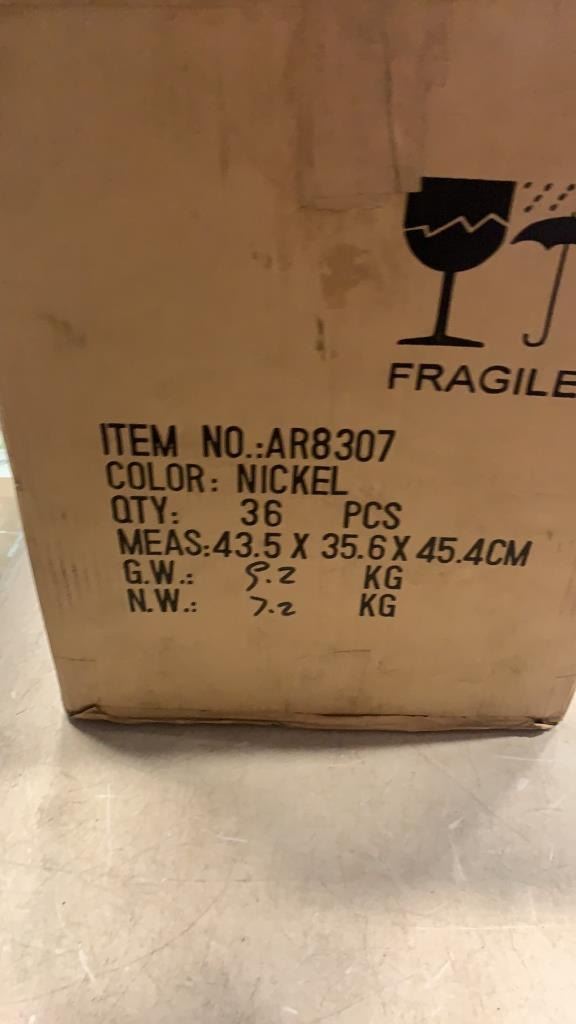 FRAGILE
ITEM NO.:AR8307
COLOR: NICKEL
QTY: 36 PCS
MEAS:43.5 X 35.6 X 45.4CM
G.W.: 9.2 KG
N.W.: 7.2 KG